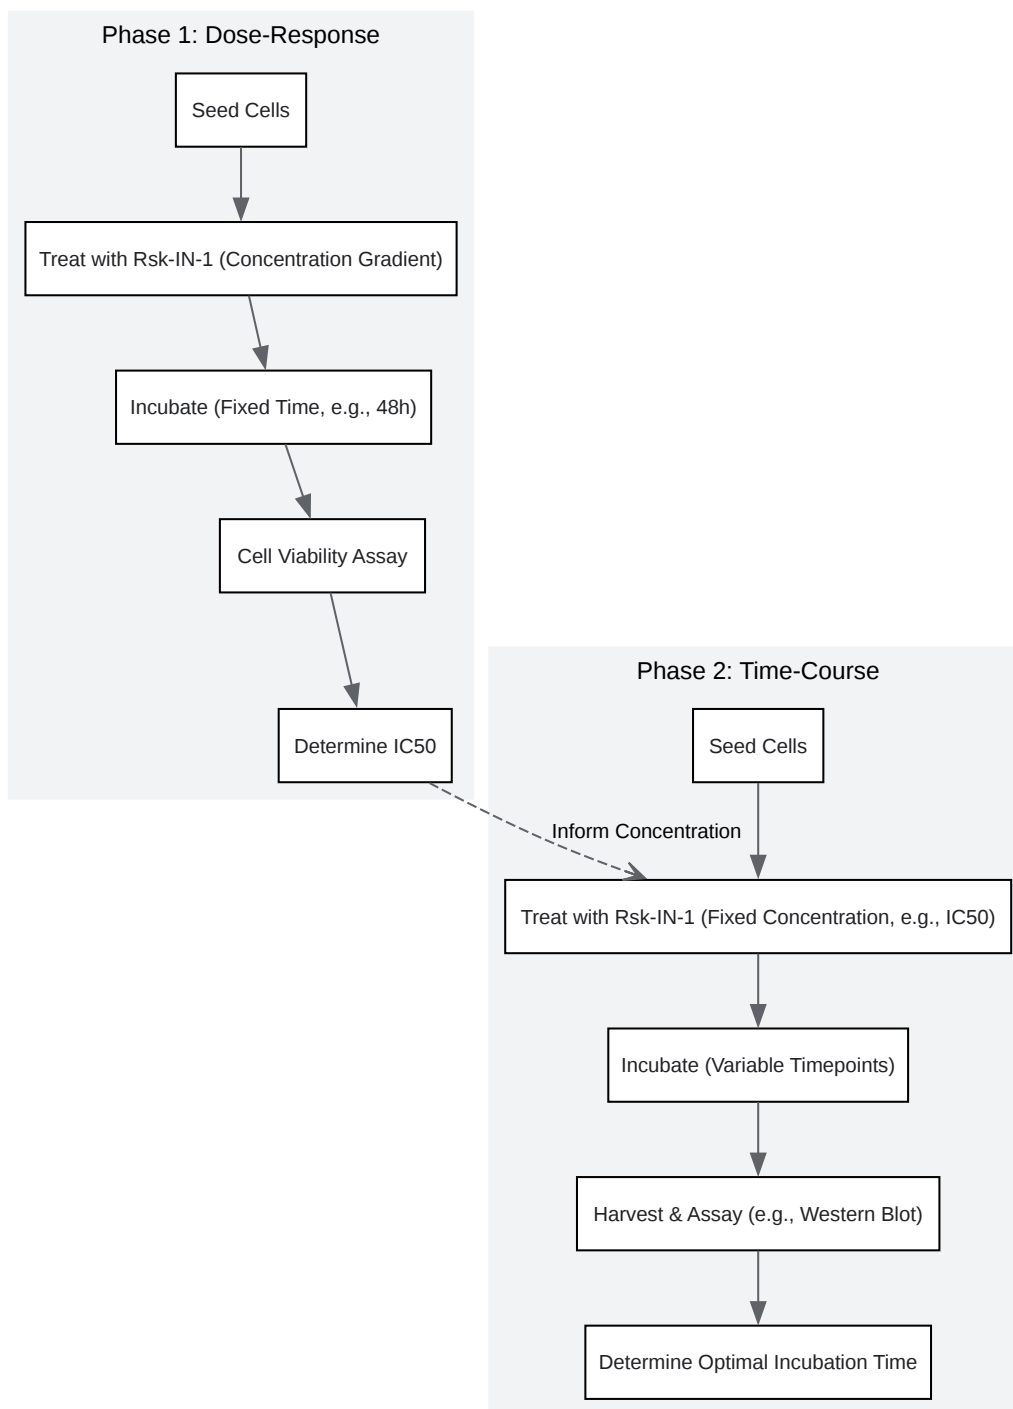 Phase 1: Dose-Response
Seed Cells
Treat with Rsk-IN-1 (Concentration Gradient)
Incubate (Fixed Time, e.g., 48h)
Cell Viability Assay
Determine IC50
Phase 2: Time-Course
Seed Cells
Inform Concentration
Treat with Rsk-IN-1 (Fixed Concentration, e.g., IC50)
Incubate (Variable Timepoints)
Harvest & Assay (e.g., Western Blot)
Determine Optimal Incubation Time